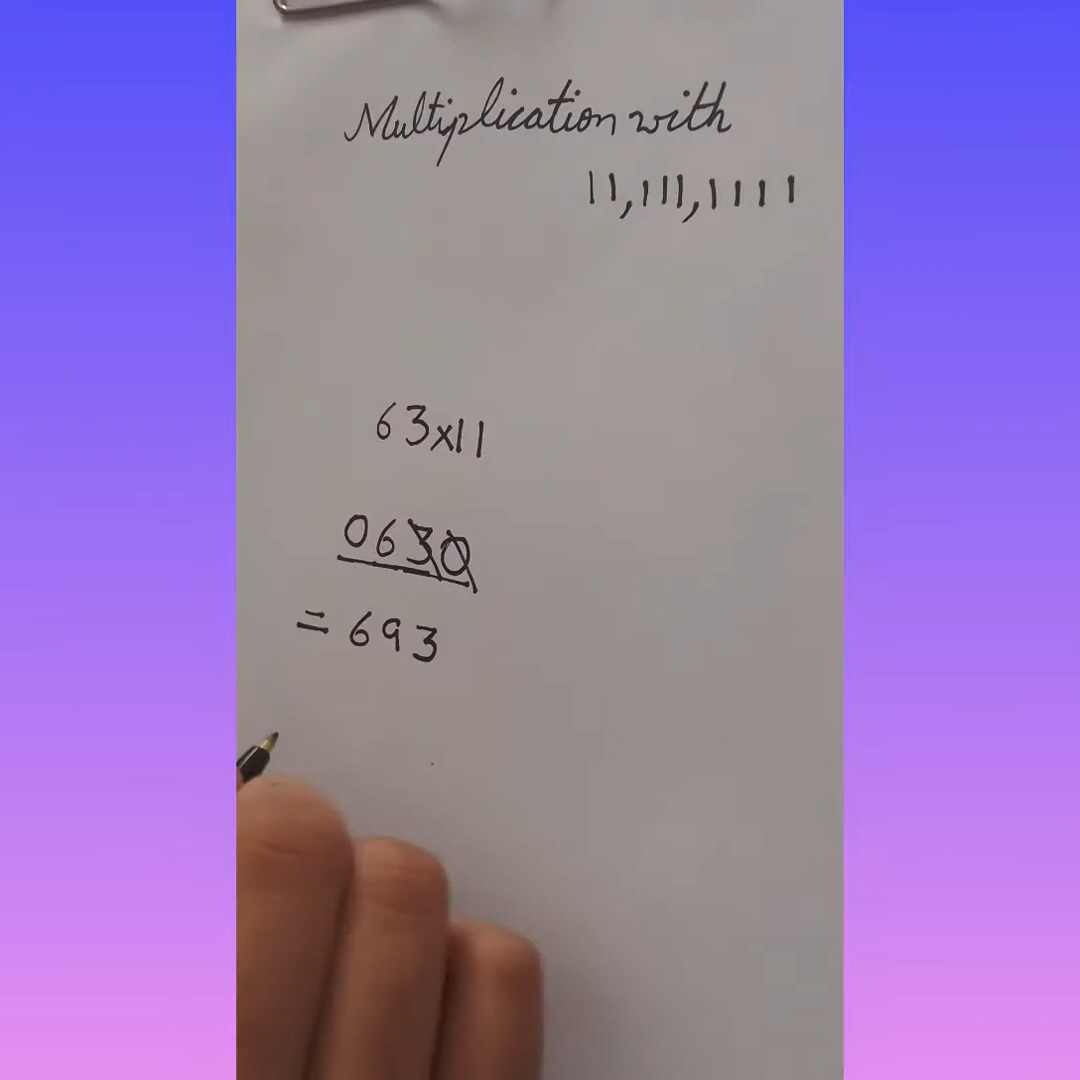 Multiplication with
11,111,1111
63x11
0630
= 693